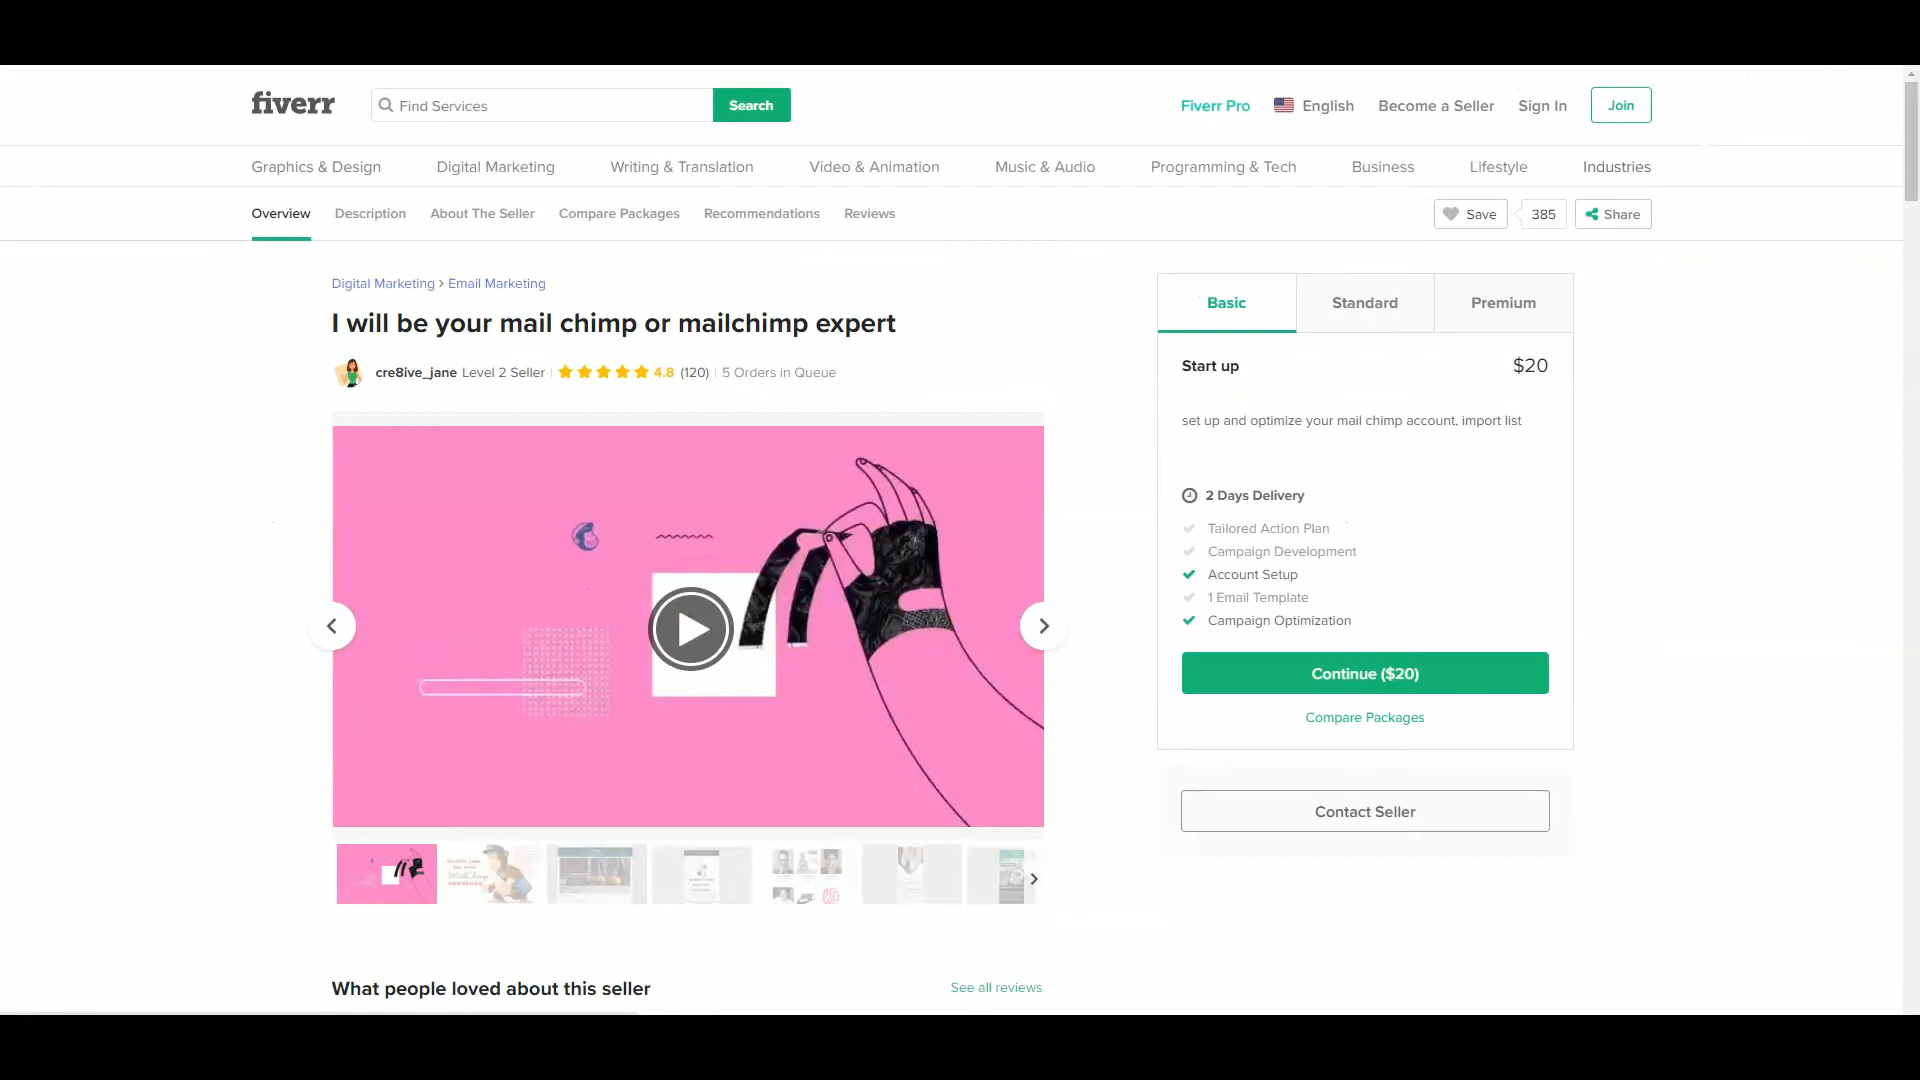 fiverr
Find Services
Search
Fiverr Pro
English
Become a Seller
Sign In
Join
Graphics & Design
Digital Marketing
Writing & Translation
Video & Animation
Music & Audio
Programming & Tech
Business
Lifestyle
Industries
Overview
Description
About The Seller
Compare Packages
Recommendations
Reviews
Save
385
Share
Digital Marketing > Email Marketing
I will be your mail chimp or mailchimp expert
cre8ive_jane Level 2 Seller | 4.8 (120) | 5 Orders in Queue
Basic
Standard
Premium
Start up
$20
set up and optimize your mail chimp account, import list
2 Days Delivery
Tailored Action Plan
Campaign Development
Account Setup
1 Email Template
Campaign Optimization
Continue ($20)
Compare Packages
Contact Seller
What people loved about this seller
See all reviews